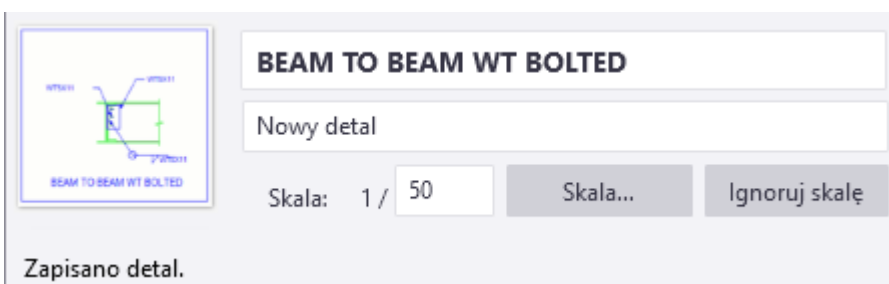 BEAM TO BEAM WT BOLTED
Nowy detal
BEAM TO BEAM WT BOLTED
Skala: 1 / 50 Skala... Ignoruj skalę
Zapisano detal.